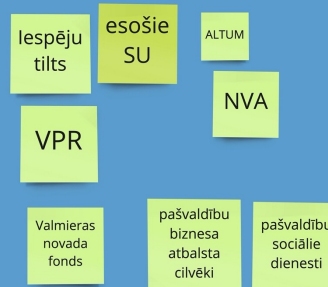 Iespēju
tilts
esošie
SU
ALTUM
NVA
VPR
Valmieras
novada
fonds
pašvaldību
biznesa
atbalsta
cilvēki
pašvaldību
sociālie
dienesti